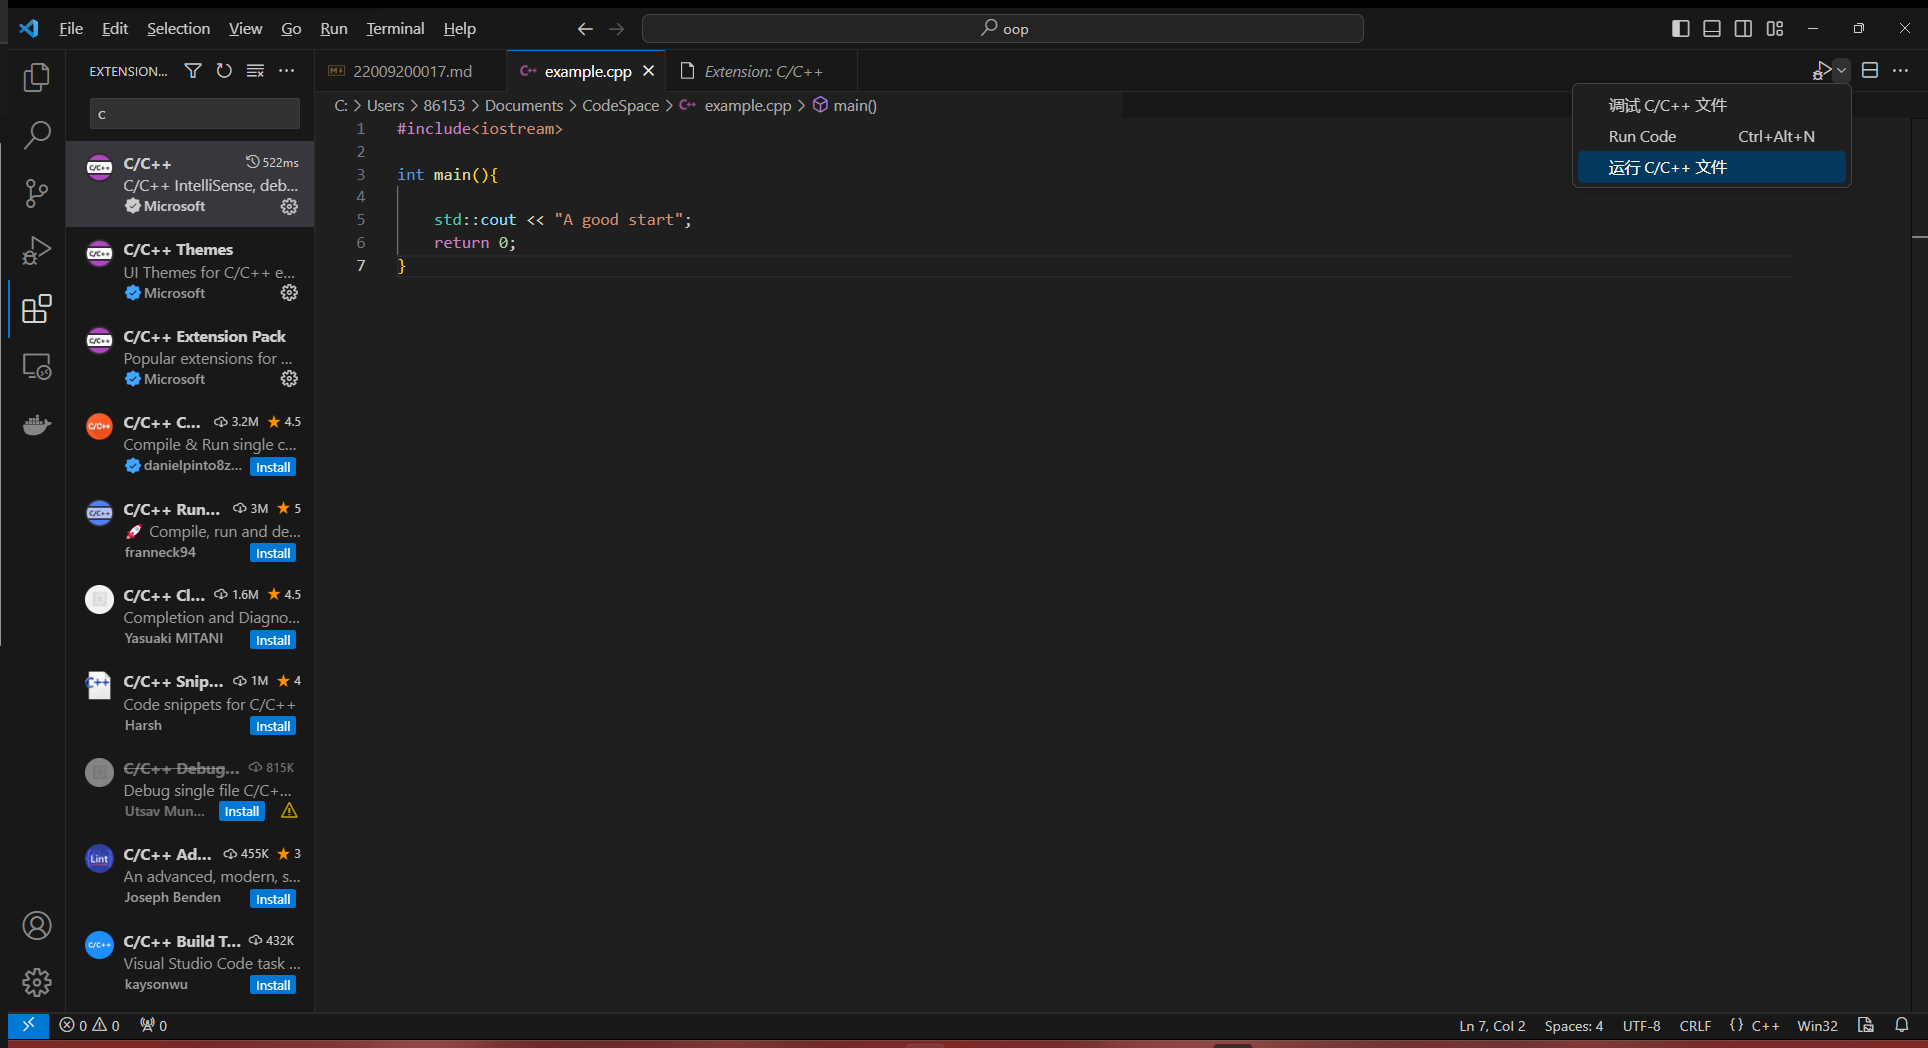 File Edit Selection View Go Run Terminal Help
oop
EXTENSION...
22009200017.md
example.cpp
Extension: C/C++
c
C: > Users > 86153 > Documents > CodeSpace > example.cpp > main()
调试 C/C++ 文件
Run Code Ctrl+Alt+N
运行 C/C++ 文件
1 #include<iostream>
2
3 int main(){
4
5 std::cout << "A good start";
6 return 0;
7 }
C/C++ 522ms
C/C++ IntelliSense, deb...
Microsoft
C/C++ Themes
UI Themes for C/C++ e...
Microsoft
C/C++ Extension Pack
Popular extensions for ...
Microsoft
C/C++ C... 3.2M 4.5
Compile & Run single c...
danielpinto8z... Install
C/C++ Run... 3M 5
Compile, run and de...
franneck94 Install
C/C++ Cl... 1.6M 4.5
Completion and Diagno...
Yasuaki MITANI Install
C/C++ Snip... 1M 4
Code snippets for C/C++
Harsh Install
C/C++ Debug... 815K
Debug single file C/C+...
Utsav Mun... Install
C/C++ Ad... 455K 3
An advanced, modern, s...
Joseph Benden Install
C/C++ Build T... 432K
Visual Studio Code task ...
kaysonwu Install
0 0 0
Ln 7, Col 2 Spaces: 4 UTF-8 CRLF {} C++ Win32